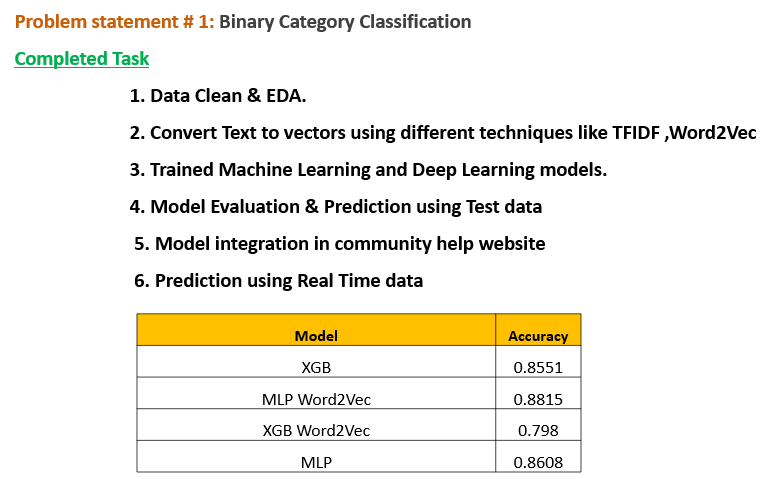 Problem statement # 1: Binary Category Classification
Completed Task
1. Data Clean & EDA.
2. Convert Text to vectors using different techniques like TFIDF ,Word2Vec
3. Trained Machine Learning and Deep Learning models.
4. Model Evaluation & Prediction using Test data
5. Model integration in community help website
6. Prediction using Real Time data
Model Accuracy
XGB 0.8551
MLP Word2Vec 0.8815
XGB Word2Vec 0.798
MLP 0.8608